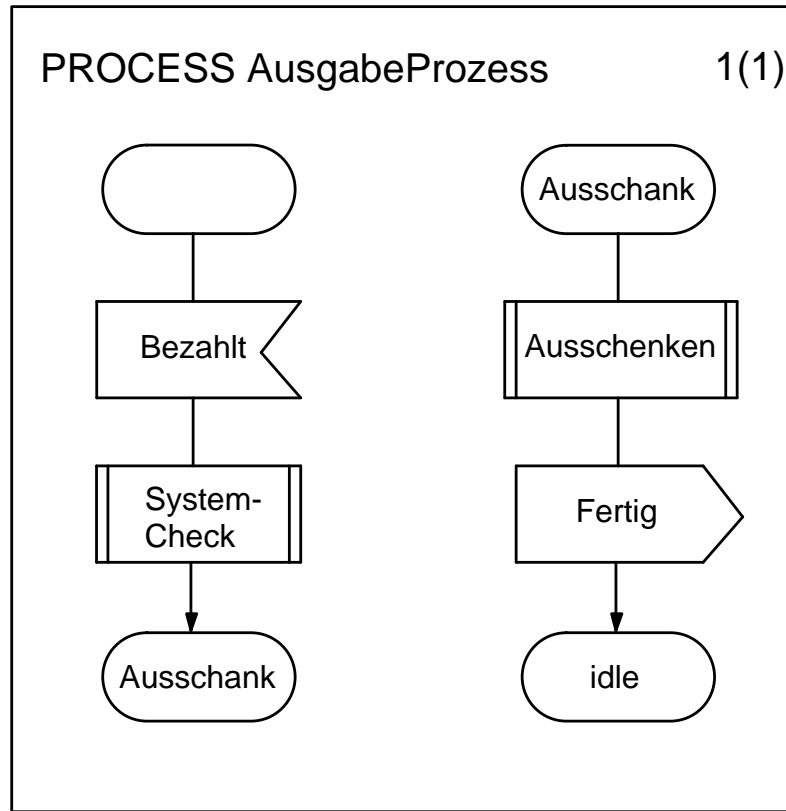 PROCESS AusgabeProzess 1(1)
Ausschank
Bezahlt
Ausschenken
System-
Check
Fertig
Ausschank
idle